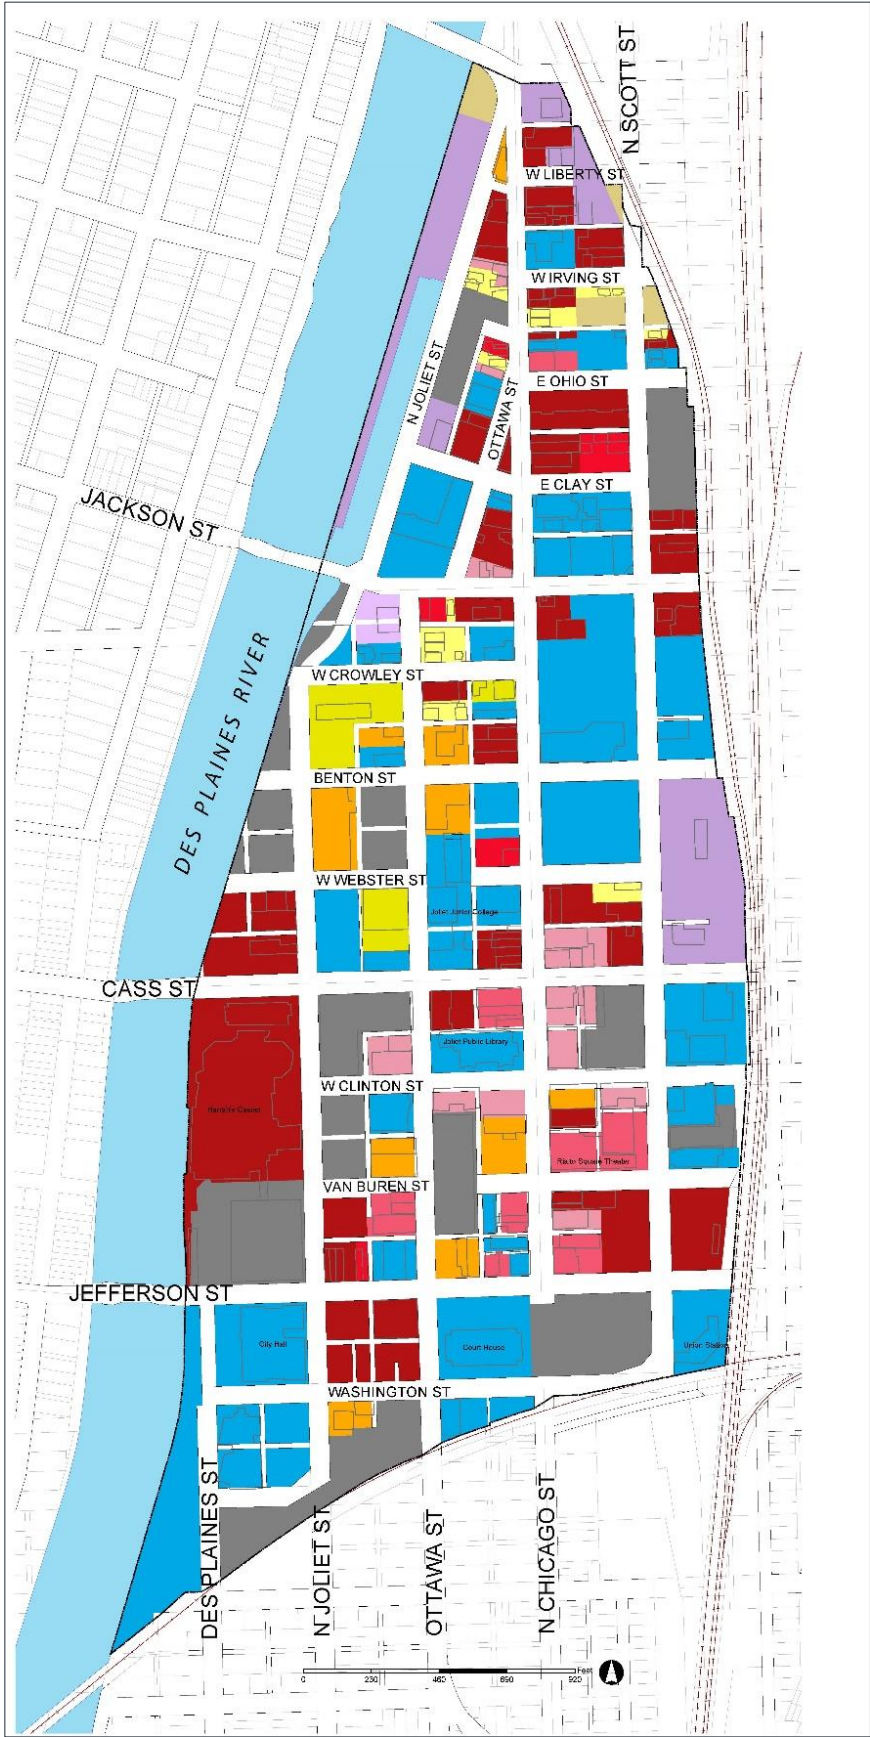 N SCOTT ST
W LIBERTY ST
W IRVING ST
N JOLIET ST
E OHIO ST
OTTAWA ST
E CLAY ST
JACKSON ST
DES PLAINES RIVER
W CROWLEY ST
BENTON ST
W WEBSTER ST
Joliet Junior College
CASS ST
Joliet Public Library
W CLINTON ST
Harrah's Casino
Rialto Square Theater
VAN BUREN ST
JEFFERSON ST
City Hall
Court House
Union Station
WASHINGTON ST
DES PLAINES ST
N JOLIET ST
OTTAWA ST
N CHICAGO ST
0 230 460 690 920 Feet